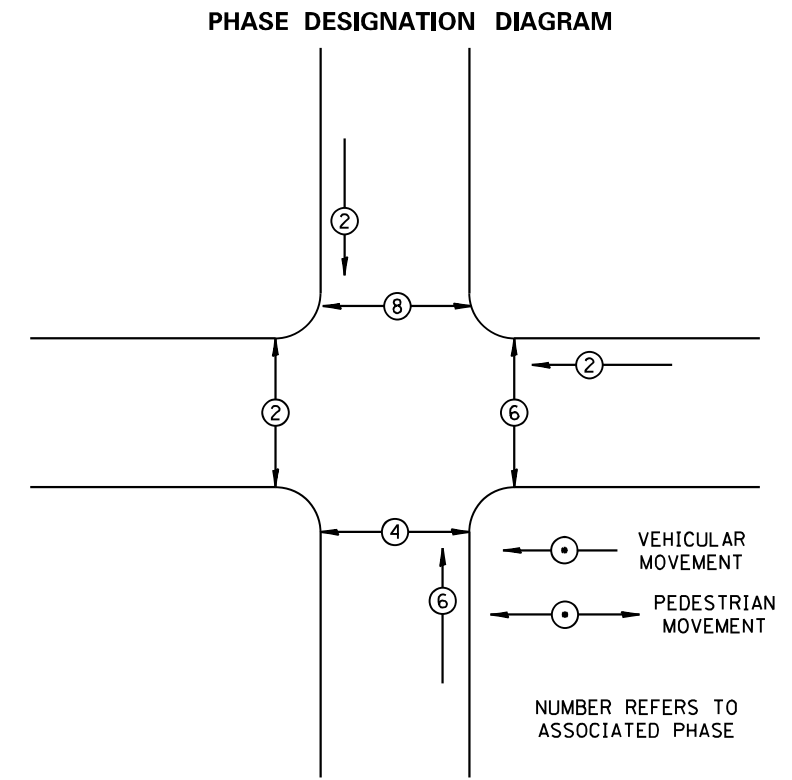 PHASE DESIGNATION DIAGRAM
2
8
2
2
6
4
VEHICULAR
MOVEMENT
6
PEDESTRIAN
MOVEMENT
NUMBER REFERS TO
ASSOCIATED PHASE